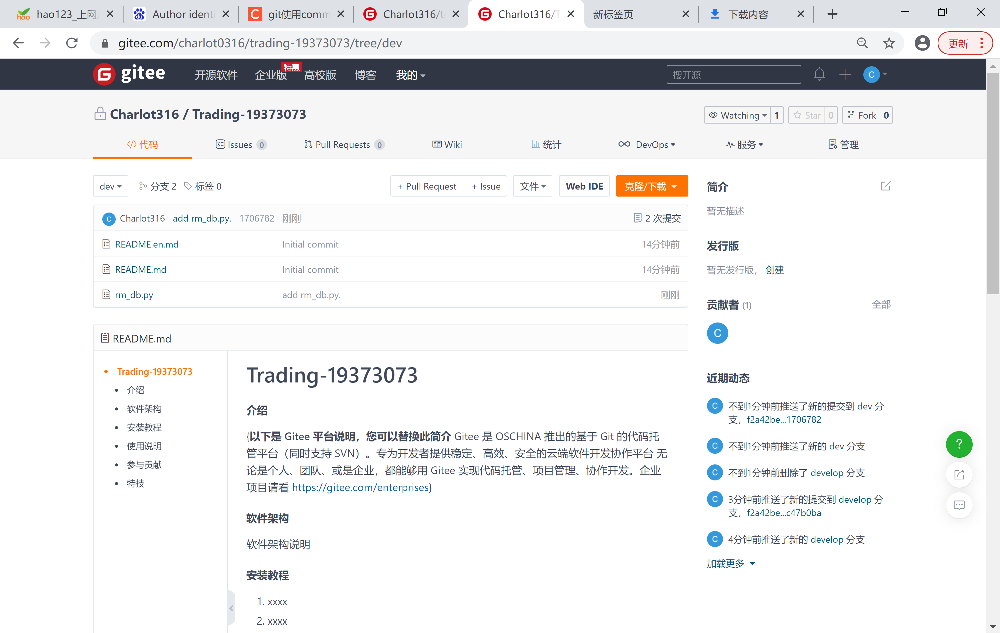 hao123_上网
Author identi
git使用comm
Charlot316/t
Charlot316/T
新标签页
下载内容
gitee.com/charlot0316/trading-19373073/tree/dev
更新
gitee
开源软件
企业版
特惠
高校版
博客
我的
搜开源
C
Charlot316 / Trading-19373073
Watching 1
Star 0
Fork 0
代码
Issues 0
Pull Requests 0
Wiki
统计
DevOps
服务
管理
dev
分支 2
标签 0
+ Pull Request
+ Issue
文件
Web IDE
克隆/下载
C Charlot316 add rm_db.py. 1706782 刚刚
2 次提交
README.en.md Initial commit 14分钟前
README.md Initial commit 14分钟前
rm_db.py add rm_db.py. 刚刚
README.md
Trading-19373073
介绍
软件架构
安装教程
使用说明
参与贡献
特技
Trading-19373073
介绍
{以下是 Gitee 平台说明，您可以替换此简介 Gitee 是 OSCHINA 推出的基于 Git 的代码托
管平台（同时支持 SVN）。专为开发者提供稳定、高效、安全的云端软件开发协作平台 无
论是个人、团队、或是企业，都能够用 Gitee 实现代码托管、项目管理、协作开发。企业
项目请看 https://gitee.com/enterprises}
软件架构
软件架构说明
安装教程
1. xxxx
2. xxxx
简介
暂无描述
发行版
暂无发行版， 创建
贡献者 (1) 全部
C
近期动态
C 不到1分钟前推送了新的提交到 dev 分
支，f2a42be...1706782
C 不到1分钟前推送了新的 dev 分支
C 不到1分钟前删除了 develop 分支
C 3分钟前推送了新的提交到 develop 分
支，f2a42be...c47b0ba
C 4分钟前推送了新的 develop 分支
加载更多
?